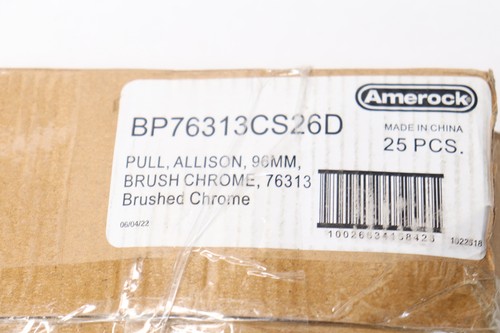 Amerock
BP76313CS26D
MADE IN CHINA
25 PCS.
PULL, ALLISON, 96MM,
BRUSH CHROME, 76313
Brushed Chrome
06/04/22